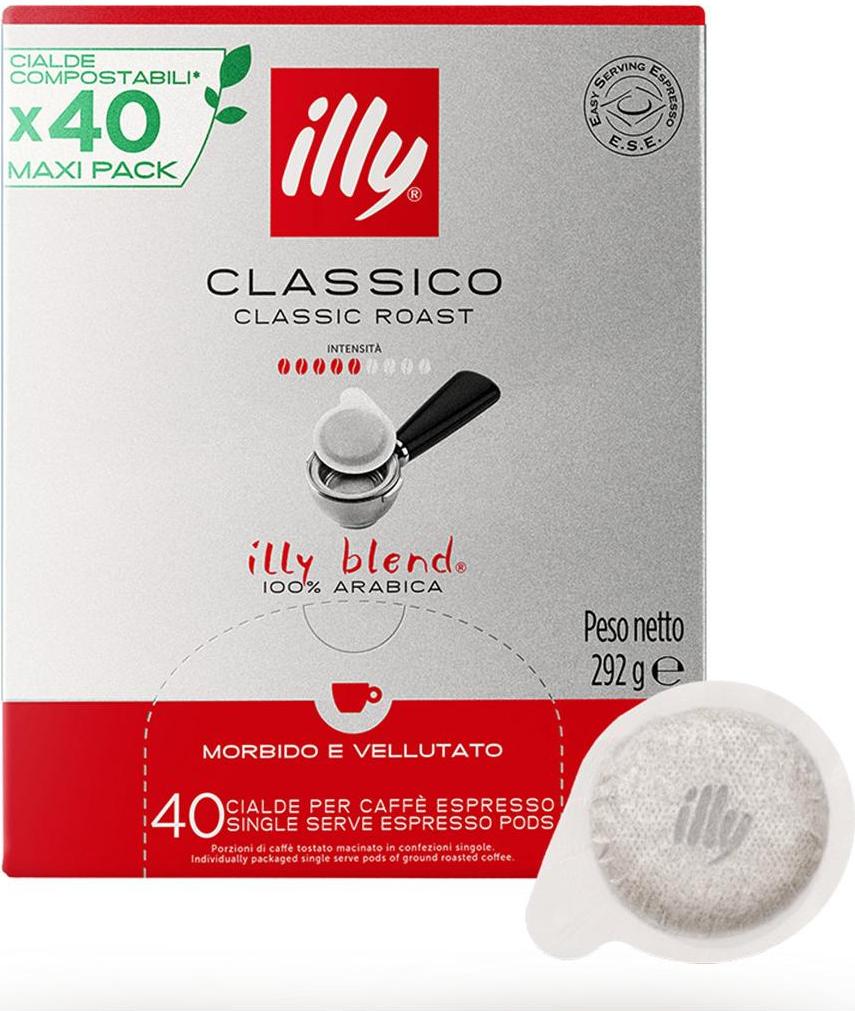 CIALDE
COMPOSTABILI*
x40
MAXI PACK
illy®
EASY SERVING ESPRESSO
E.S.E.
CLASSICO
CLASSIC ROAST
INTENSITÀ
illy blend®
100% ARABICA
Peso netto
292 g ℮
MORBIDO E VELLUTATO
40 CIALDE PER CAFFÈ ESPRESSO
SINGLE SERVE ESPRESSO PODS
Porzioni di caffè tostato macinato in confezioni singole.
Individually packaged single serve pods of ground roasted coffee.
illy